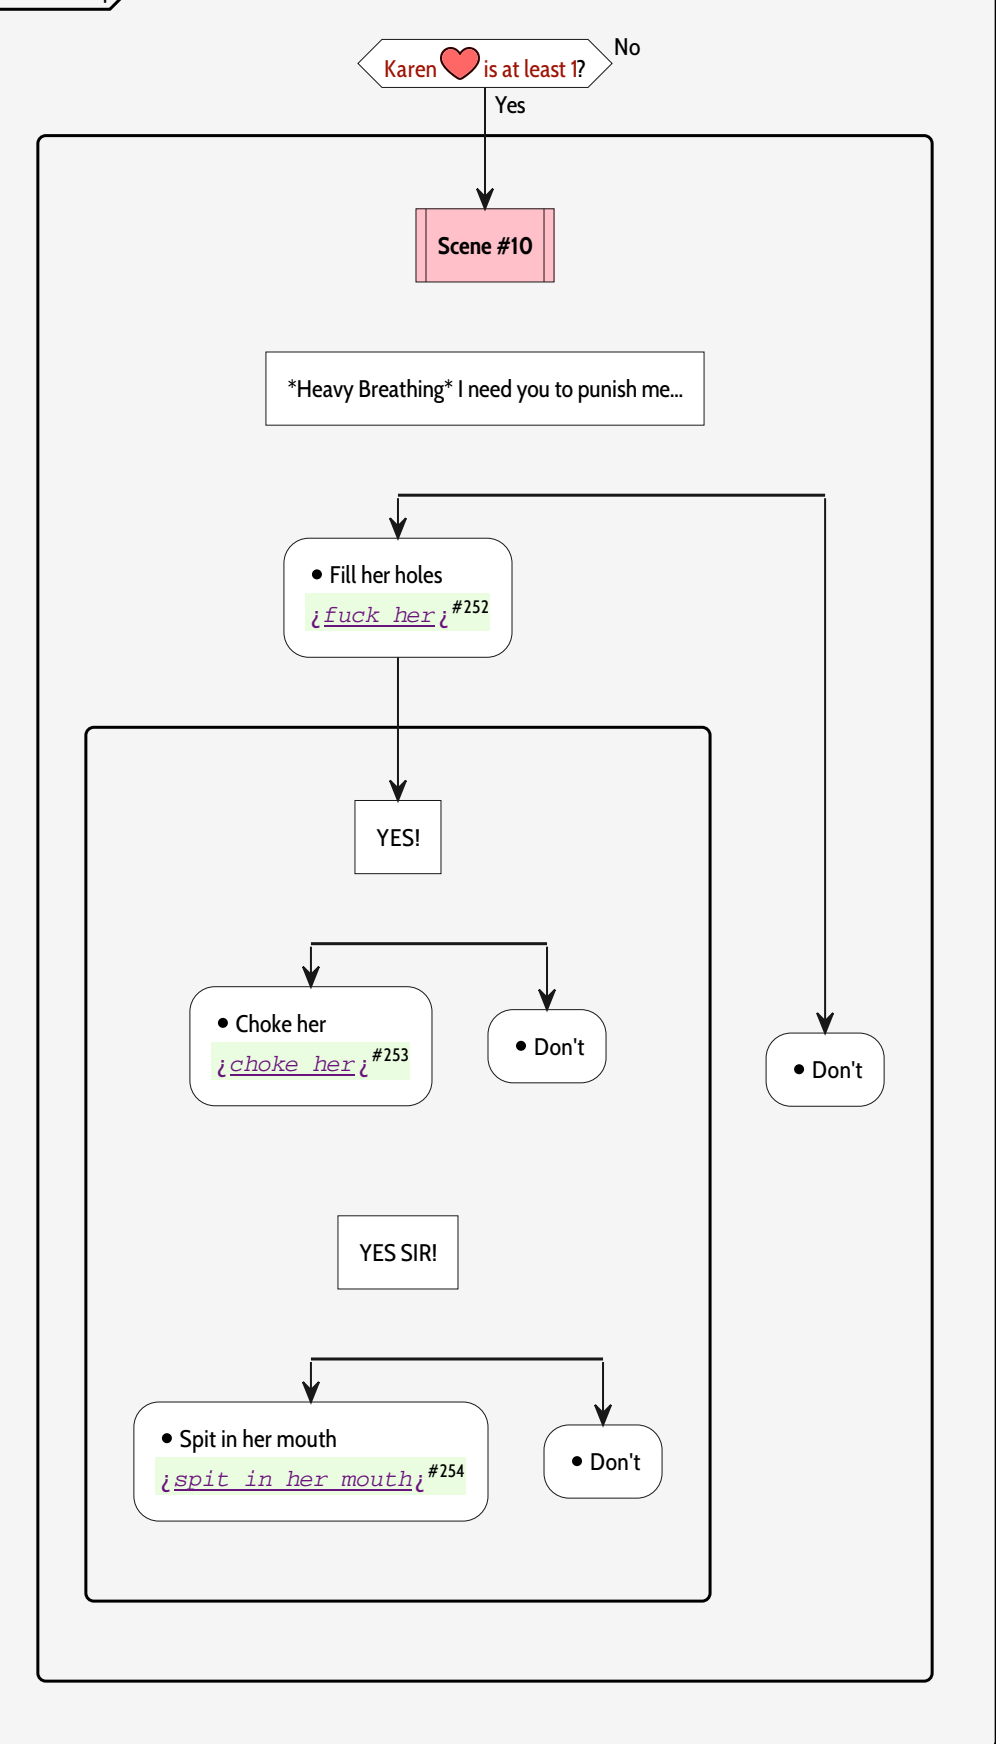 Karen is at least 1?
No
Yes
Scene #10
*Heavy Breathing* I need you to punish me...
• Fill her holes
¿fuck her¿#252
YES!
• Choke her
¿choke her¿#253
• Don't
• Don't
YES SIR!
• Spit in her mouth
¿spit in her mouth¿#254
• Don't